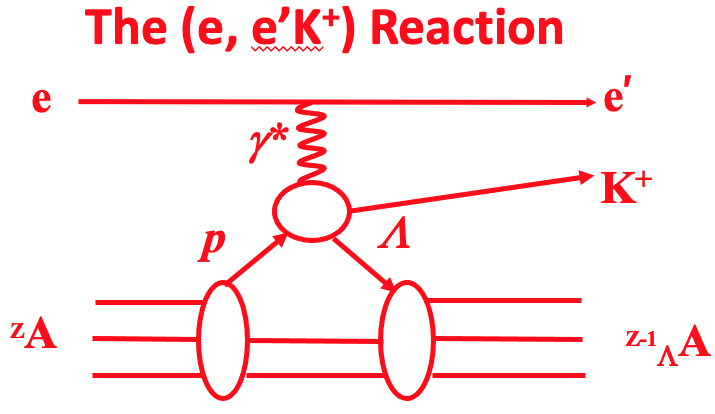 The (e, e’K⁺) Reaction
e
e′
γ*
K⁺
p
Λ
ᶻA
ᶻ⁻¹ΛA